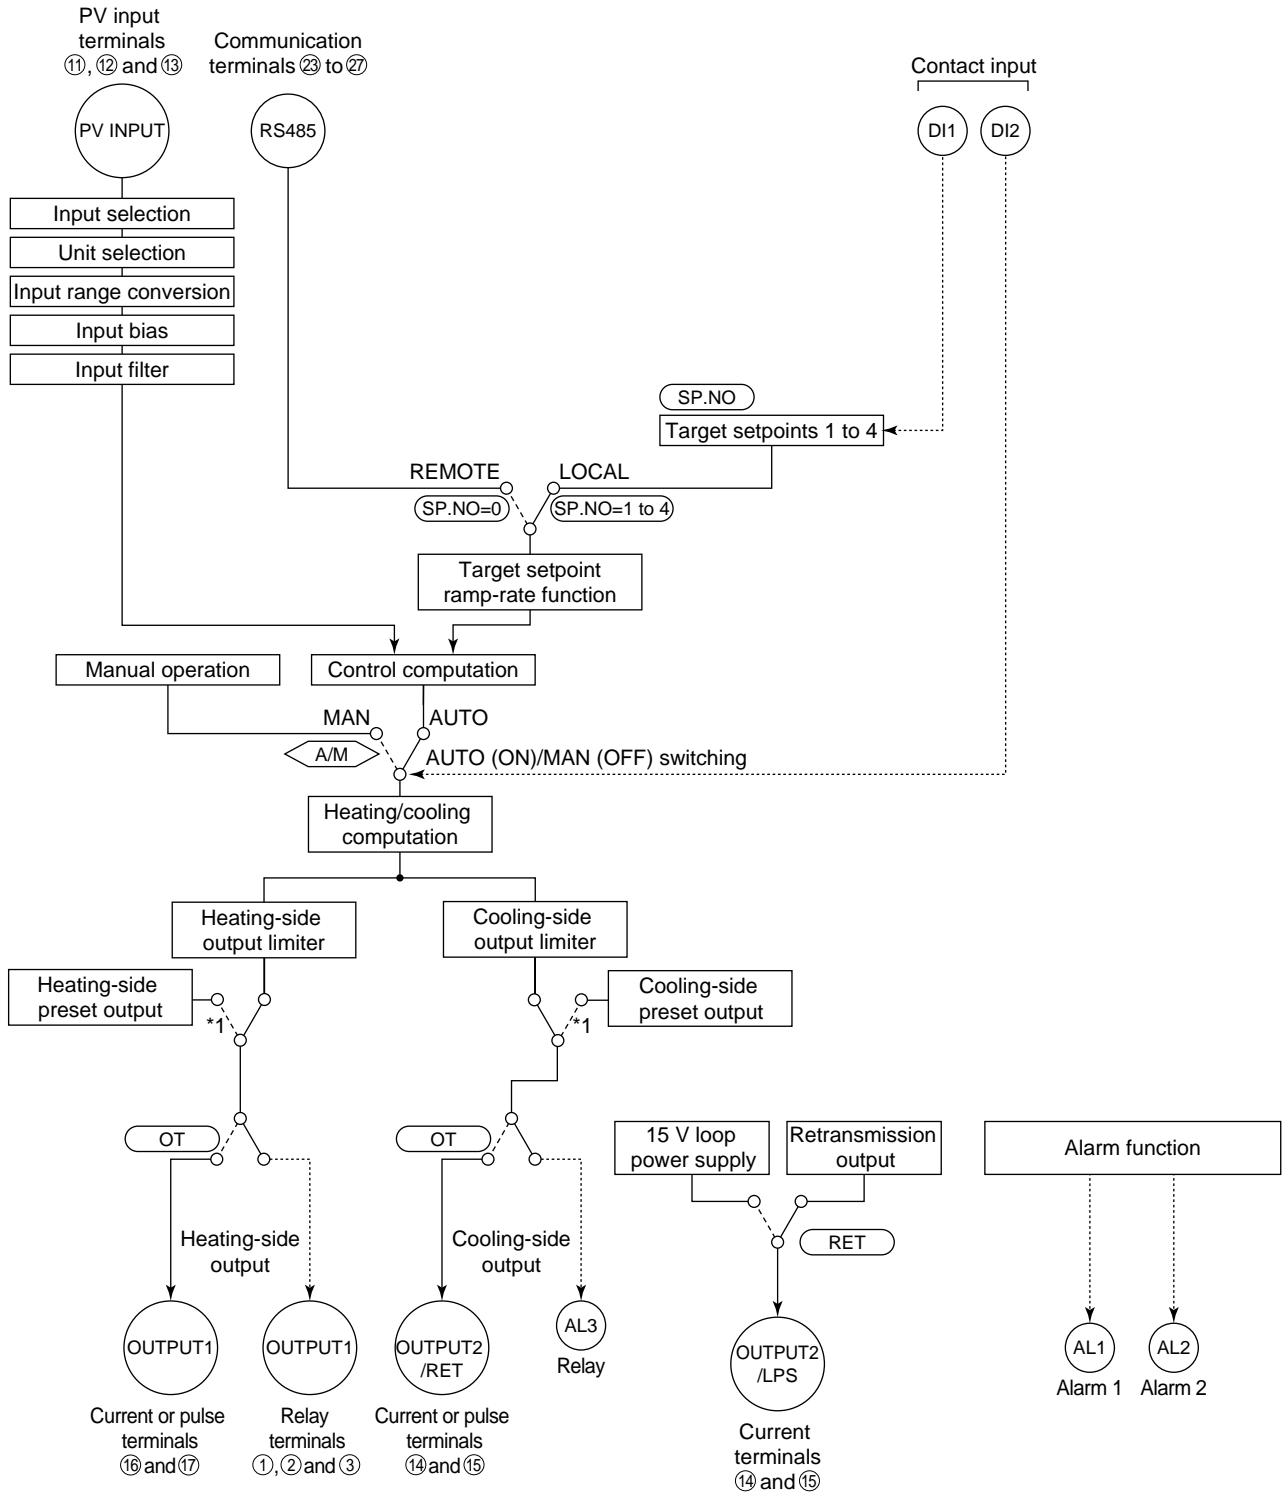 PV input
terminals
⑪, ⑫ and ⑬
Communication
terminals ㉓ to ㉗
Contact input
PV INPUT
RS485
DI1
DI2
Input selection
Unit selection
Input range conversion
Input bias
Input filter
SP.NO
Target setpoints 1 to 4
REMOTE
LOCAL
SP.NO=0
SP.NO=1 to 4
Target setpoint
ramp-rate function
Manual operation
Control computation
MAN
AUTO
A/M
AUTO (ON)/MAN (OFF) switching
Heating/cooling
computation
Heating-side
output limiter
Cooling-side
output limiter
Heating-side
preset output
*1
Cooling-side
preset output
*1
OT
OT
15 V loop
power supply
Retransmission
output
Alarm function
Heating-side
output
Cooling-side
output
RET
OUTPUT1
OUTPUT1
OUTPUT2
/RET
AL3
Relay
OUTPUT2
/LPS
AL1
AL2
Alarm 1
Alarm 2
Current or pulse
terminals
⑯ and ⑰
Relay
terminals
①, ② and ③
Current or pulse
terminals
⑭ and ⑮
Current
terminals
⑭ and ⑮